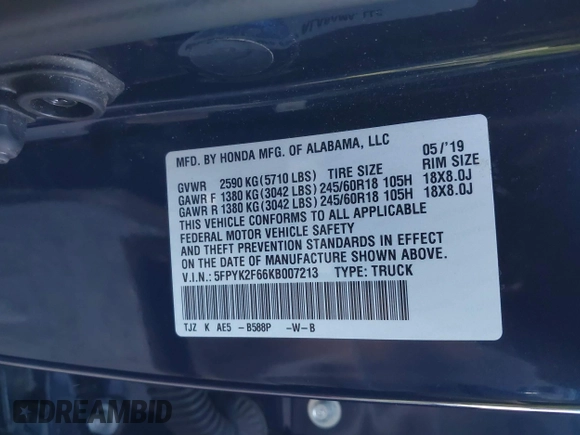 MFD. BY HONDA MFG. OF ALABAMA, LLC 05/'19
GVWR 2590 KG(5710 LBS) TIRE SIZE RIM SIZE
GAWR F 1380 KG(3042 LBS) 245/60R18 105H 18X8.0J
GAWR R 1380 KG(3042 LBS) 245/60R18 105H 18X8.0J
THIS VEHICLE CONFORMS TO ALL APPLICABLE
FEDERAL MOTOR VEHICLE SAFETY
AND THEFT PREVENTION STANDARDS IN EFFECT
ON THE DATE OF MANUFACTURE SHOWN ABOVE.
V.I.N.: 5FPYK2F66KB007213 TYPE: TRUCK
TJZ K AE5 -B588P -W-B
DREAMBID